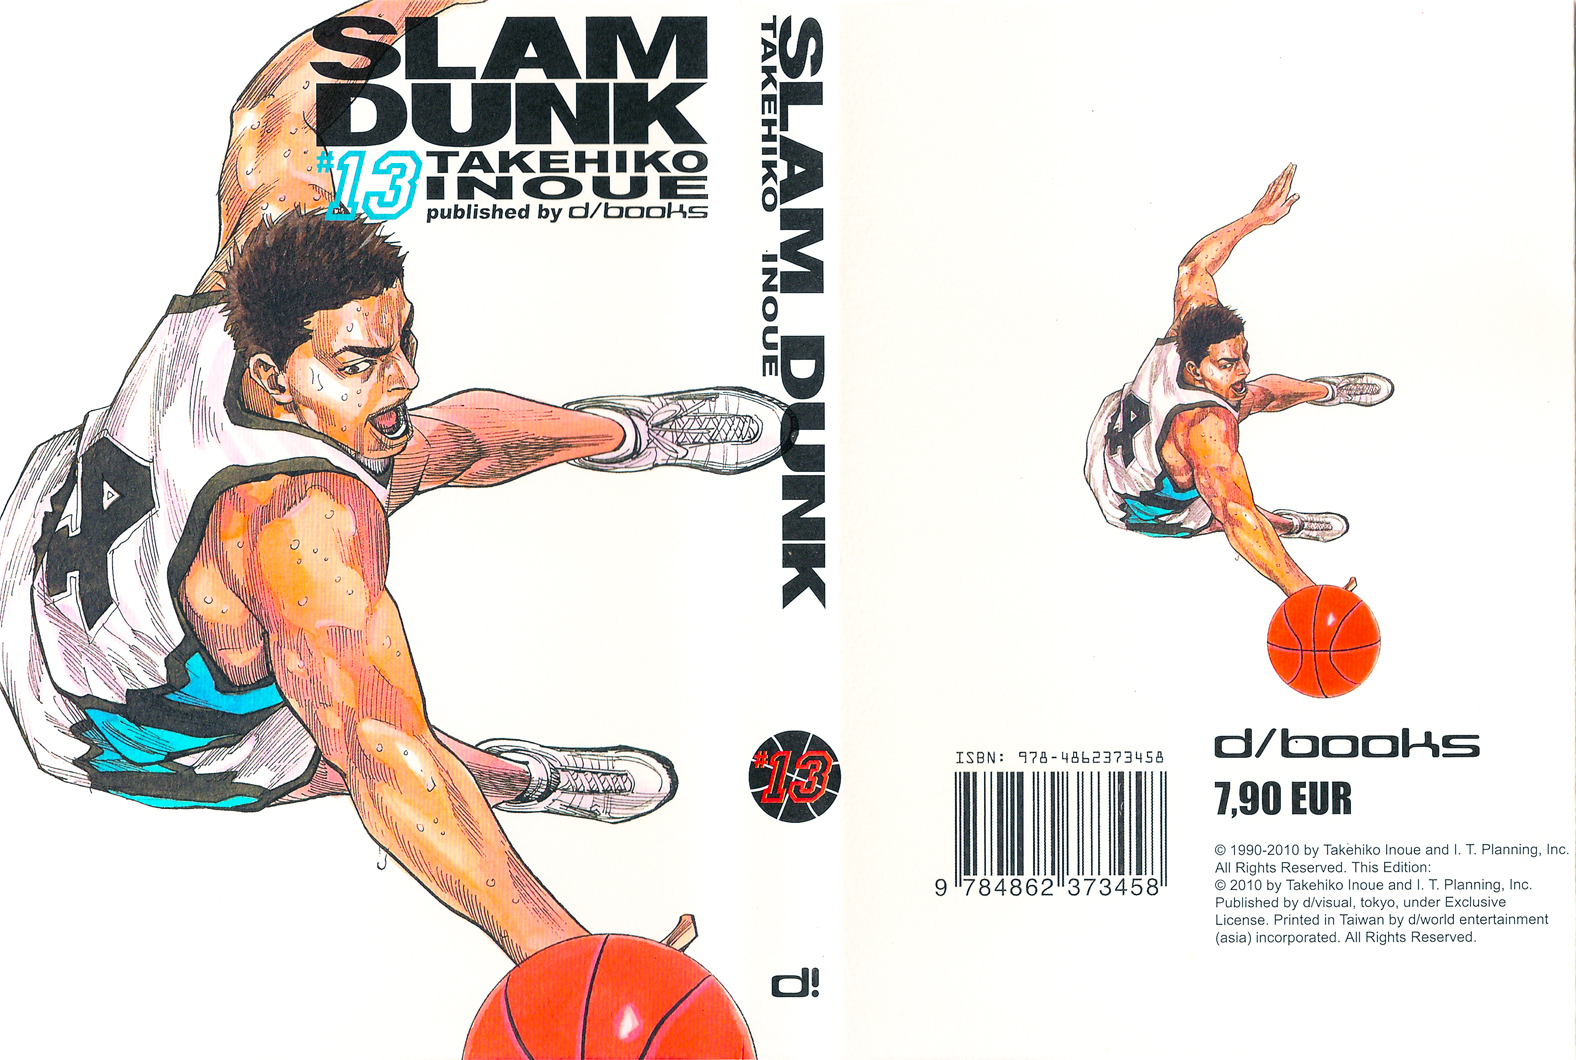 SLAM
DUNK
#13 TAKEHIKO
INOUE
published by d/books
SLAM DUNK
TAKEHIKO INOUE
#13
d!
4
ISBN: 978-4862373458
9 784862 373458
d/books
7,90 EUR
© 1990-2010 by Takehiko Inoue and I. T. Planning, Inc.
All Rights Reserved. This Edition:
© 2010 by Takehiko Inoue and I. T. Planning, Inc.
Published by d/visual, tokyo, under Exclusive
License. Printed in Taiwan by d/world entertainment
(asia) incorporated. All Rights Reserved.
4